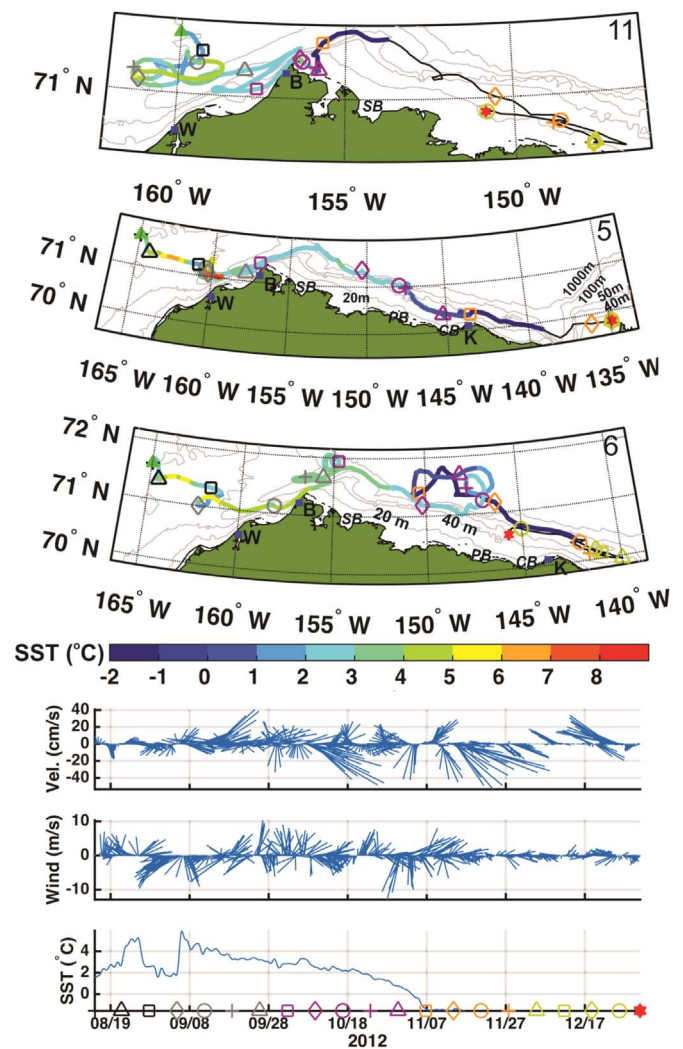 11
71° N
B
SB
W
160° W 155° W 150° W
5
71° N
70° N
B
SB
20m
1000m
100m
50m
40m
W
PB
CB
K
165° W 160° W 155° W 150° W 145° W 140° W 135° W
72° N
6
71° N
70° N
B
SB
20 m
40 m
W
PB
CB
K
165° W 160° W 155° W 150° W 145° W 140° W
SST (°C)
-2 -1 0 1 2 3 4 5 6 7 8
Vel. (cm/s)
40
20
0
-20
-40
Wind (m/s)
10
0
-10
SST (°C)
4
2
0
08/19 09/08 09/28 10/18 11/07 11/27 12/17
2012